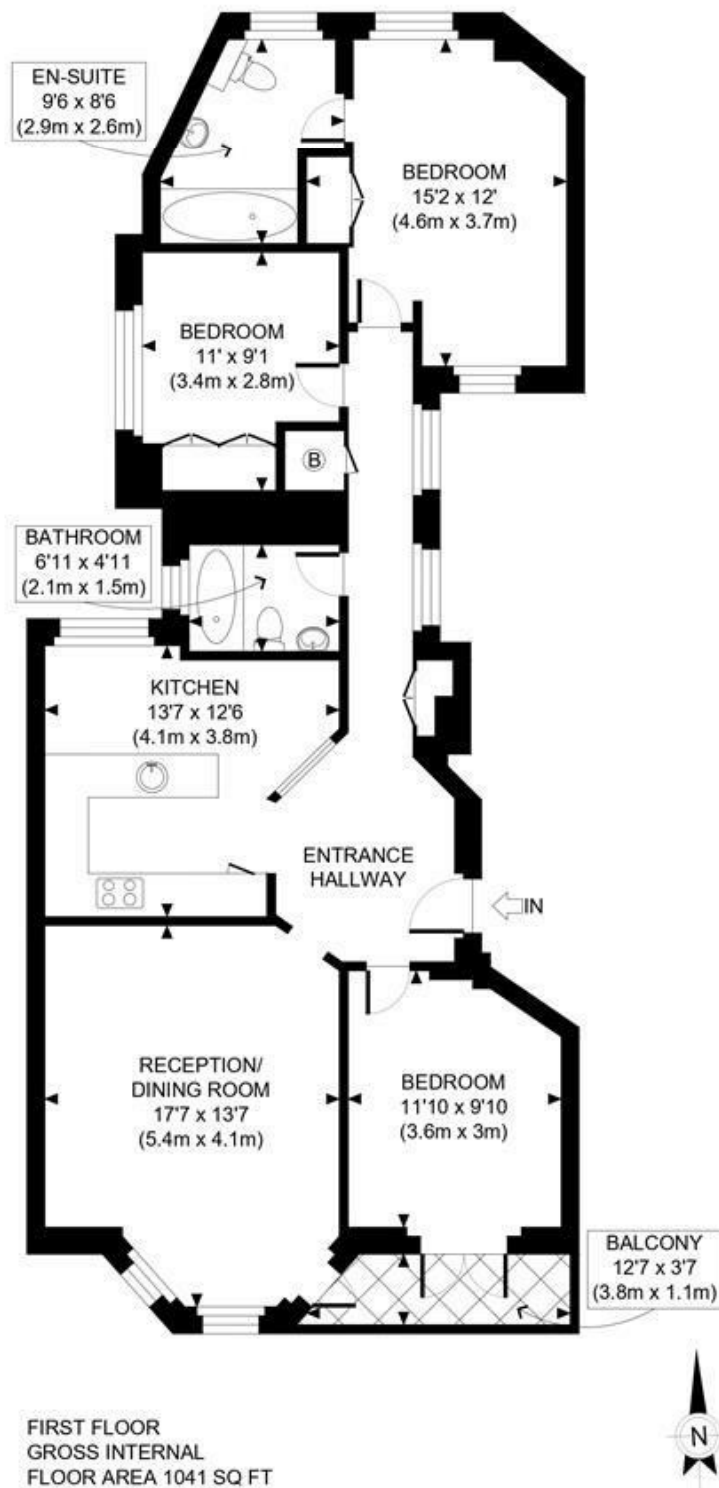 EN-SUITE
9'6 x 8'6
(2.9m x 2.6m)
BEDROOM
15'2 x 12'
(4.6m x 3.7m)
BEDROOM
11' x 9'1
(3.4m x 2.8m)
B
BATHROOM
6'11 x 4'11
(2.1m x 1.5m)
KITCHEN
13'7 x 12'6
(4.1m x 3.8m)
ENTRANCE
HALLWAY
IN
RECEPTION/
DINING ROOM
17'7 x 13'7
(5.4m x 4.1m)
BEDROOM
11'10 x 9'10
(3.6m x 3m)
BALCONY
12'7 x 3'7
(3.8m x 1.1m)
N
FIRST FLOOR
GROSS INTERNAL
FLOOR AREA 1041 SQ FT